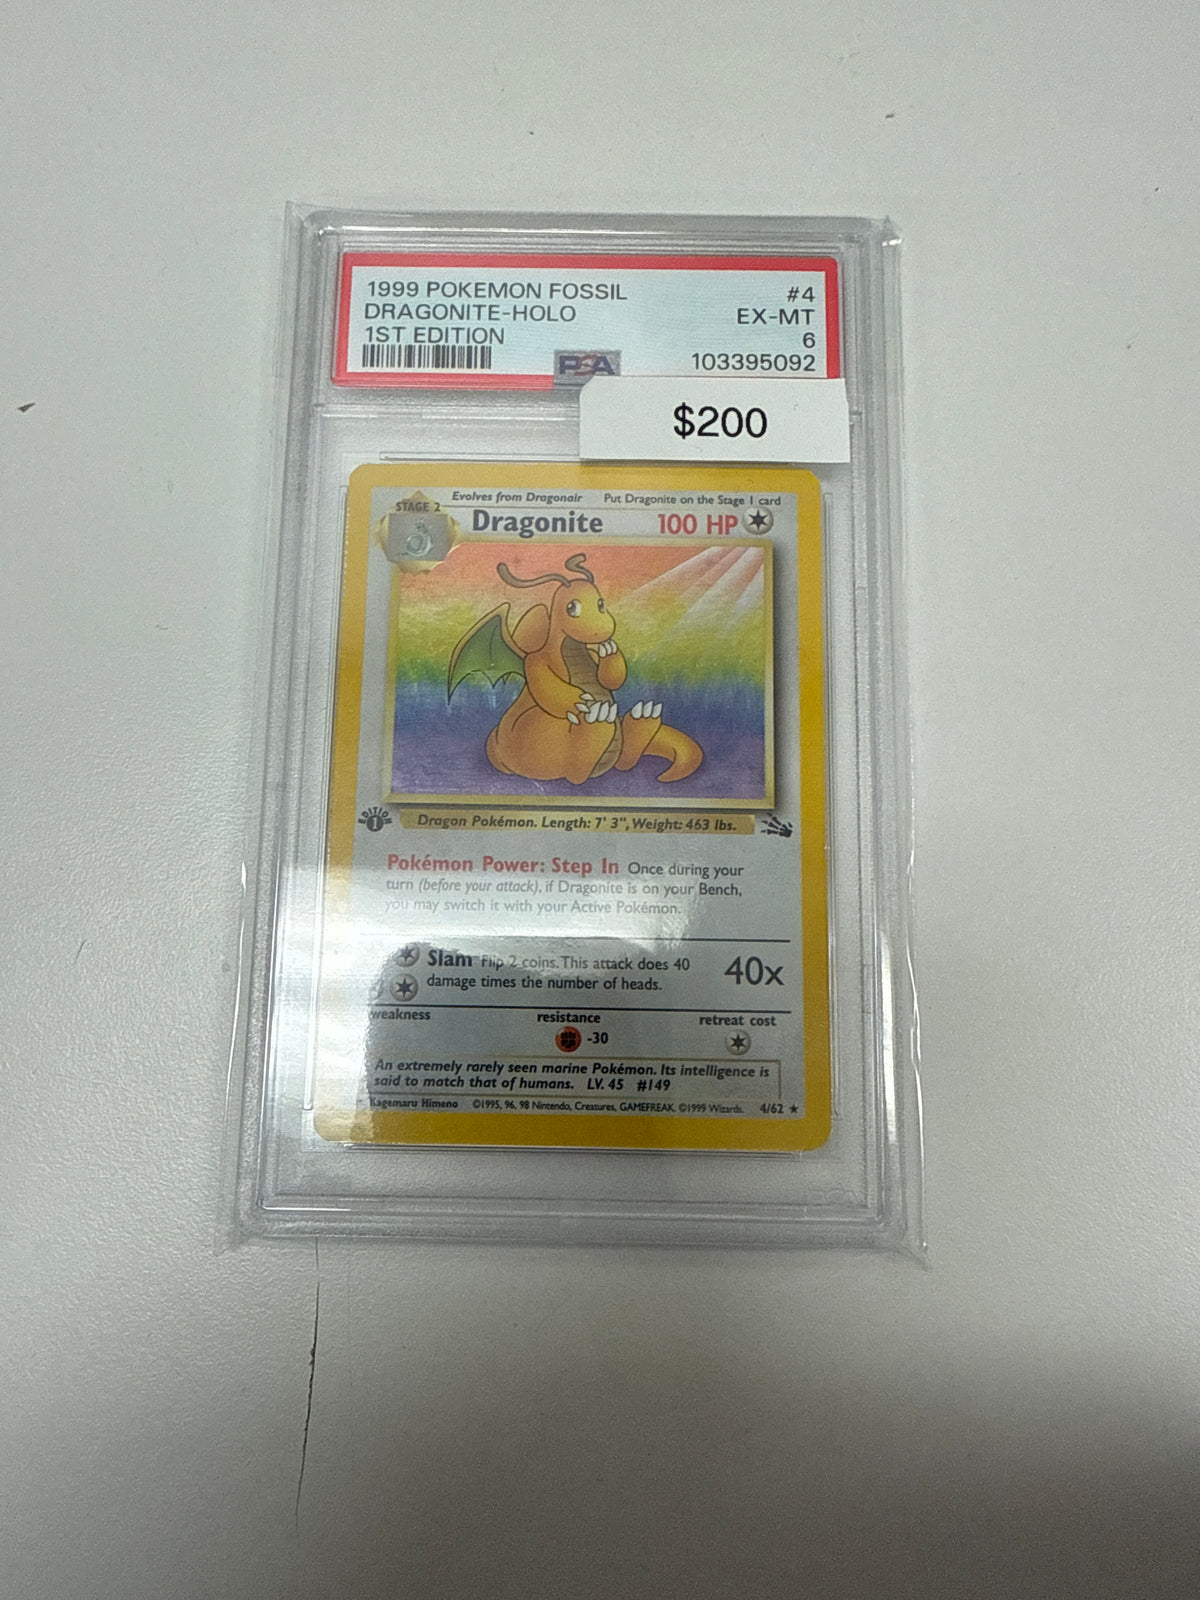 1999 POKEMON FOSSIL #4
DRAGONITE-HOLO EX-MT
1ST EDITION 6
PSA 103395092
$200
Evolves from Dragonair Put Dragonite on the Stage 1 card
STAGE 2
Dragonite 100 HP
EDITION
1
Dragon Pokémon. Length: 7' 3", Weight: 463 lbs.
Pokémon Power: Step In Once during your
turn (before your attack), if Dragonite is on your Bench,
you may switch it with your Active Pokémon.
Slam Flip 2 coins. This attack does 40
damage times the number of heads.
40x
weakness resistance retreat cost
-30
An extremely rarely seen marine Pokémon. Its intelligence is
said to match that of humans. LV. 45 #149
Kagemaru Himeno ©1995, 96, 98 Nintendo, Creatures, GAMEFREAK. ©1999 Wizards. 4/62 ★